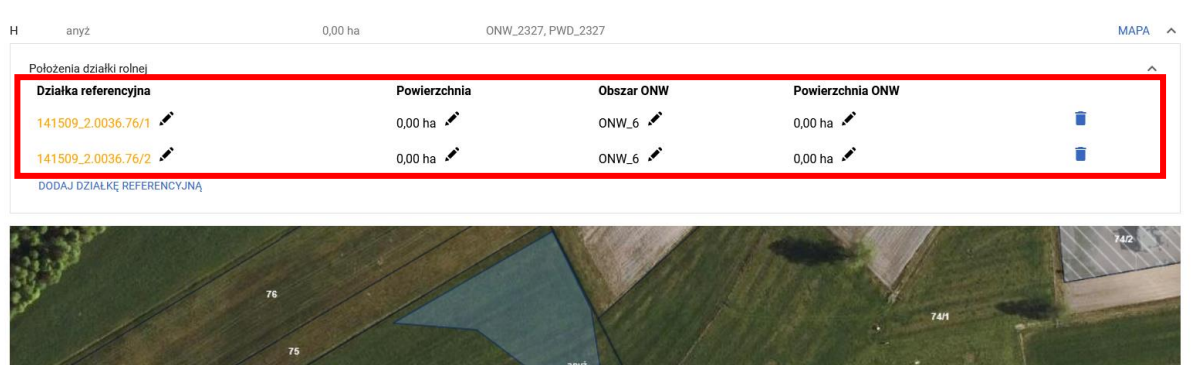 H anyż 0,00 ha ONW_2327, PWD_2327 MAPA
Położenia działki rolnej
Działka referencyjna Powierzchnia Obszar ONW Powierzchnia ONW
141509_2.0036.76/1 0,00 ha ONW_6 0,00 ha
141509_2.0036.76/2 0,00 ha ONW_6 0,00 ha
DODAJ DZIAŁKĘ REFERENCYJNĄ
74/2
76
74/1
75